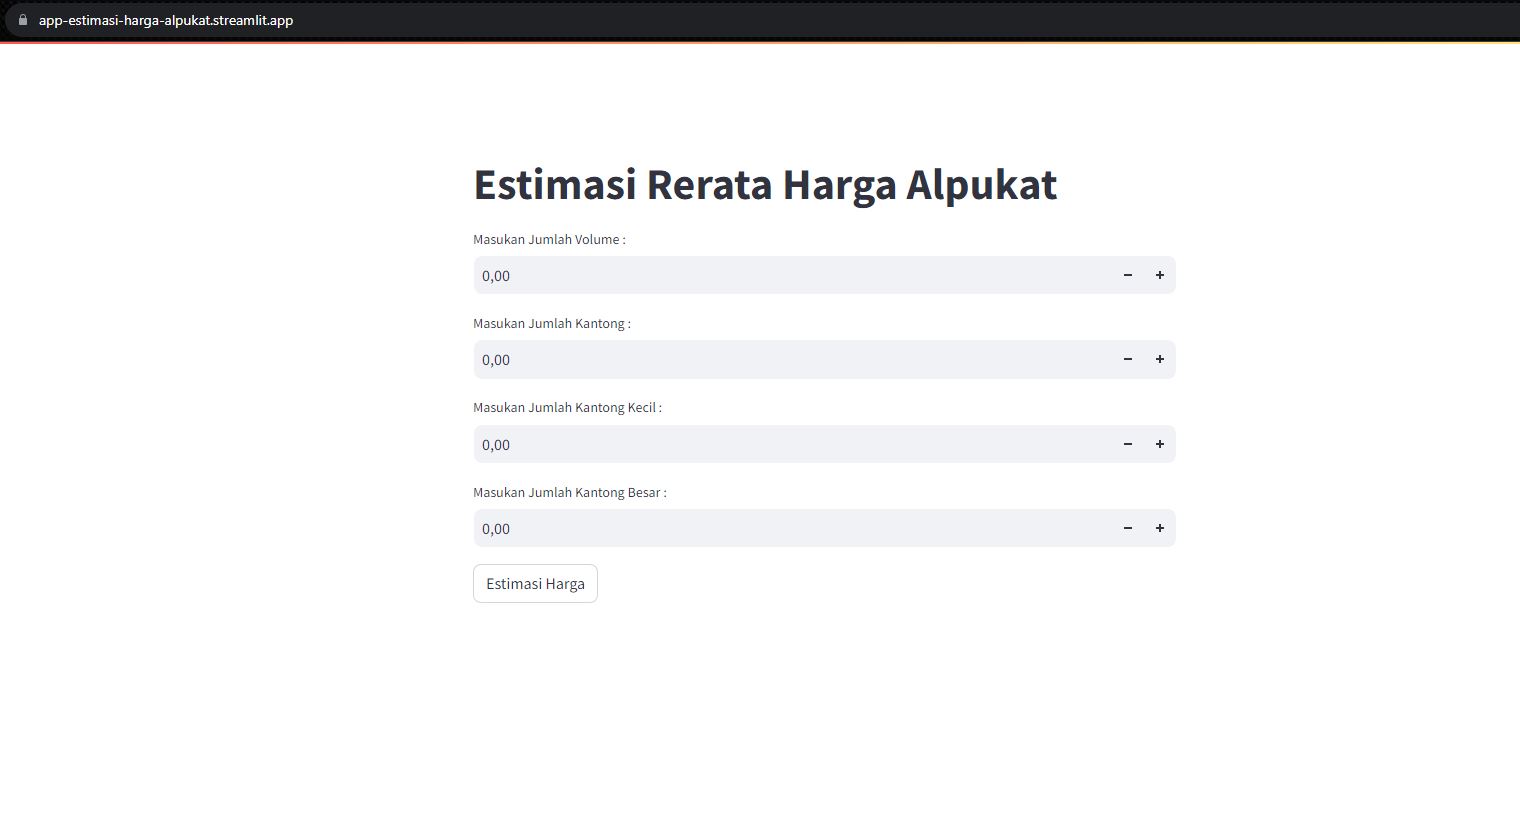 app-estimasi-harga-alpukat.streamlit.app
Estimasi Rerata Harga Alpukat
Masukan Jumlah Volume :
0,00
Masukan Jumlah Kantong :
0,00
Masukan Jumlah Kantong Kecil :
0,00
Masukan Jumlah Kantong Besar :
0,00
Estimasi Harga